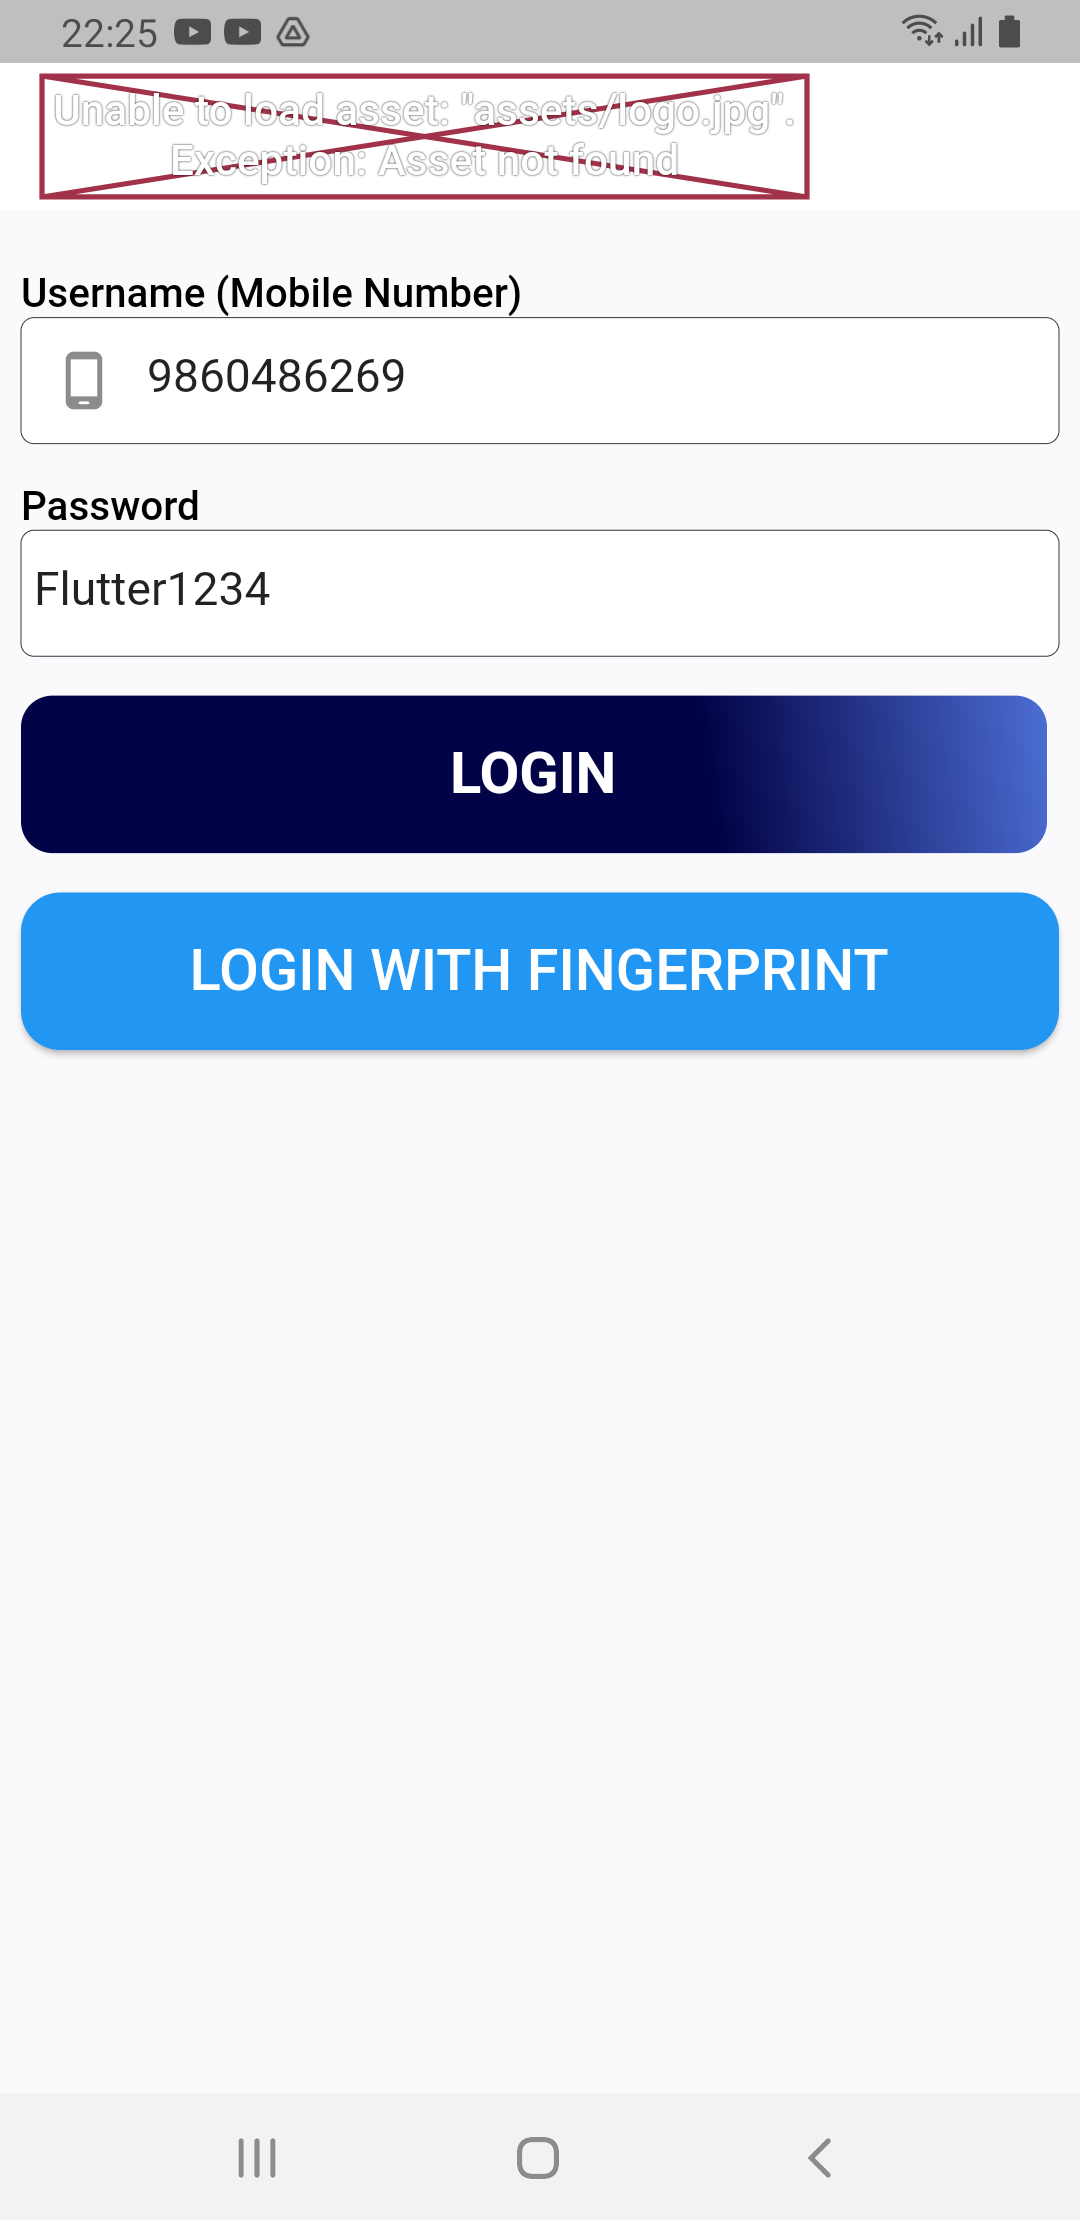 22:25
Unable to load asset: "assets/logo.jpg".
Exception: Asset not found
Username (Mobile Number)
9860486269
Password
Flutter1234
LOGIN
LOGIN WITH FINGERPRINT